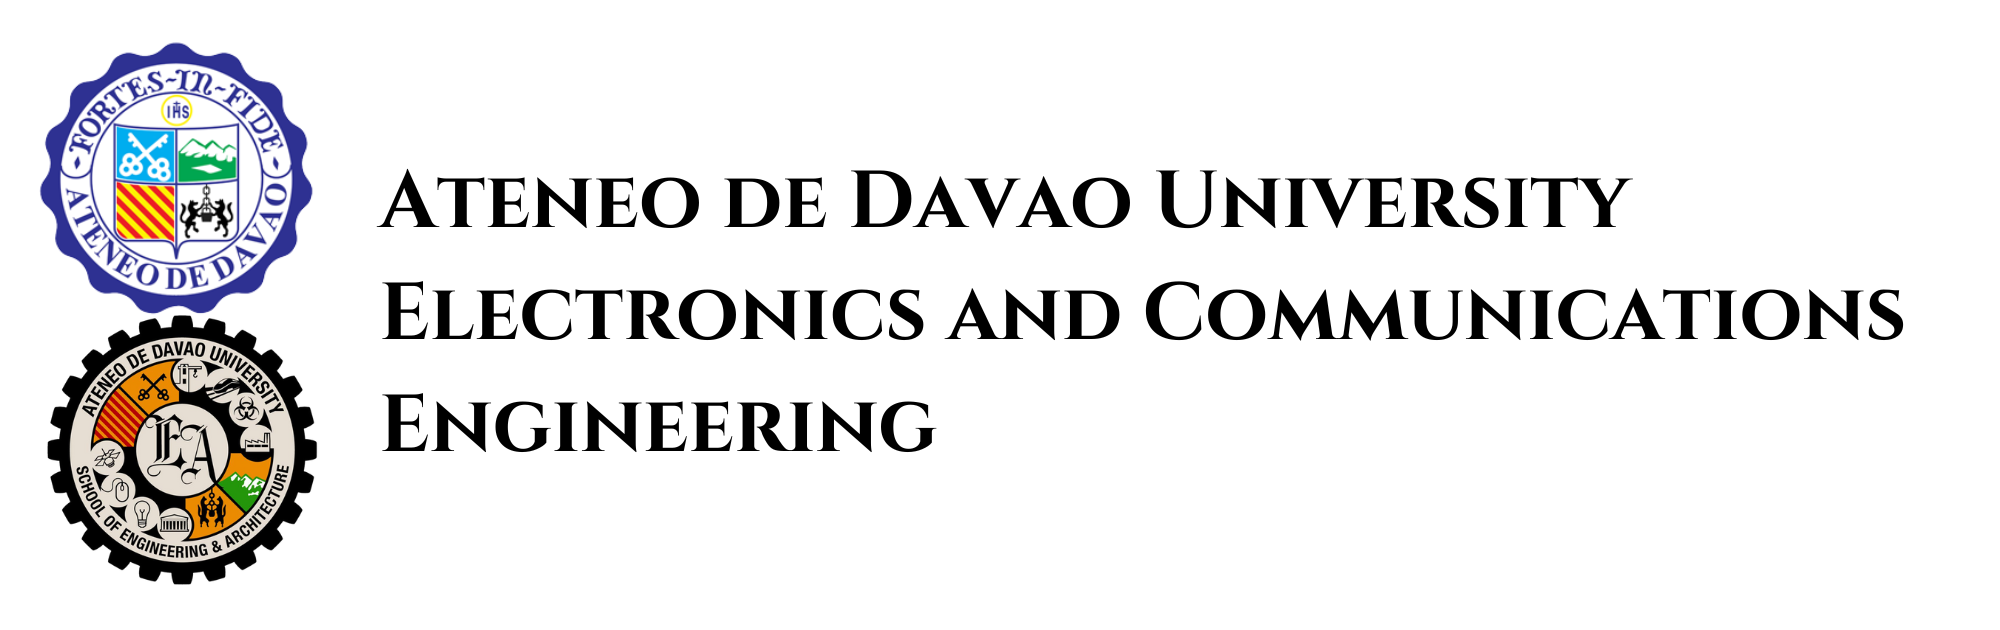 FORTES-IN-FIDE
IHS
ATENEO DE DAVAO
ATENEO DE DAVAO UNIVERSITY
EA
SCHOOL OF ENGINEERING & ARCHITECTURE
Ateneo de Davao University
Electronics and Communications
Engineering